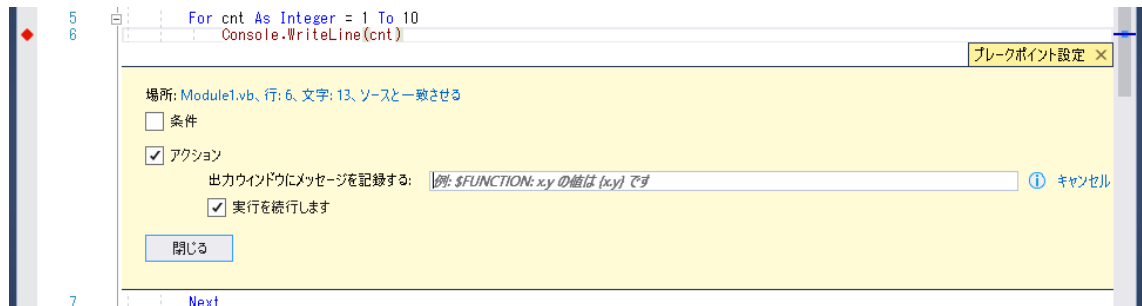 5 For cnt As Integer = 1 To 10
6 Console.WriteLine(cnt)
ブレークポイント設定 ×
場所: Module1.vb、行: 6、文字: 13、ソースと一致させる
条件
アクション
出力ウィンドウにメッセージを記録する: 例: $FUNCTION: x.y の値は {x.y} です キャンセル
実行を続行します
閉じる
7 Next